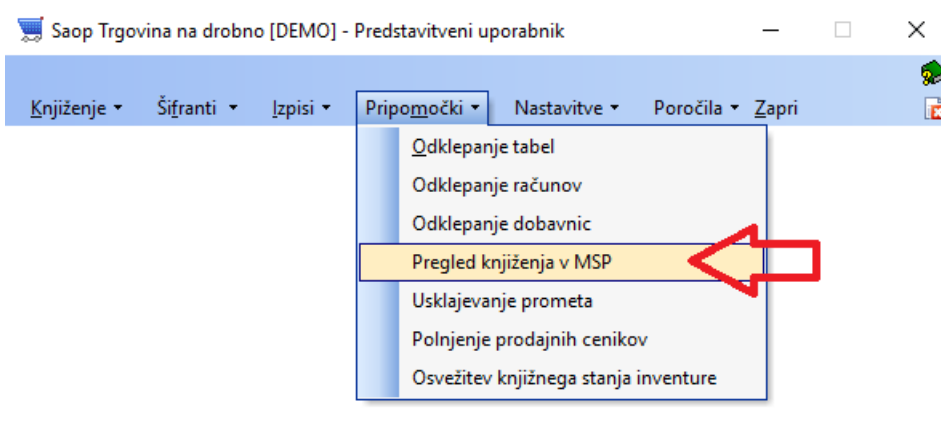 Saop Trgovina na drobno [DEMO] - Predstavitveni uporabnik
Knjiženje Šifranti Izpisi Pripomočki Nastavitve Poročila Zapri
Odklepanje tabel
Odklepanje računov
Odklepanje dobavnic
Pregled knjiženja v MSP
Usklajevanje prometa
Polnjenje prodajnih cenikov
Osvežitev knjižnega stanja inventure